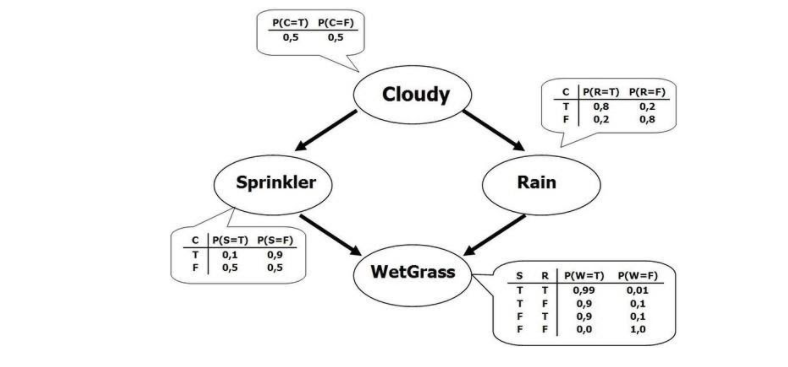 P(C=T) P(C=F)
0,5 0,5
Cloudy
C P(R=T) P(R=F)
T 0,8 0,2
F 0,2 0,8
Sprinkler
Rain
C P(S=T) P(S=F)
T 0,1 0,9
F 0,5 0,5
WetGrass
S R P(W=T) P(W=F)
T T 0,99 0,01
T F 0,9 0,1
F T 0,9 0,1
F F 0,0 1,0